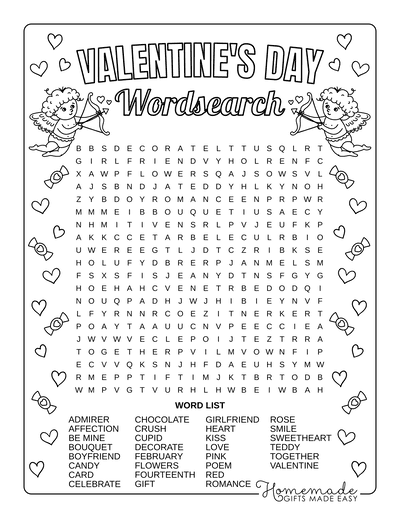 VALENTINE'S DAY
Wordsearch
B B S D E C O R A T E L T T U S Q L R T
G I R L F R I E N D V Y H O L R E N F C
X A W P F L O W E R S Q A J S O W S V L
A J S B N D J A T E D D Y H L K Y N O H
Z Y B D O Y R O M A N C E E N P R P W R
M M M E I B B O U Q U E T I U S A E C Y
N H M I T I V E N S R L P V J E U F K P
A K K C C E T A R B E L E C U L R B I O
U W E R E E G T L J D T C Z R I B K S E
H O L U F Y D B R E R P J A N M E L S M
F S X S F I S J E A N Y D T N S F G Y G
H O E H A H C V E N E T R B E D O D Q I
N O U Q P A D H J W J H I B I E Y N V F
L F Y R N N R C O E Z I T N E R K E R T
P O A Y T A A U U C N V P E E C C I E A
J W V W V E C L E P O I J T E Z T R R A
T O G E T H E R P V I L M V O W N F I P
E C V V Q K S N J H F D A E U H S Y M W
R M E P P T I F T I M J K T B R T O D B
W M P V G T V U R H L H W B E I W B A H
WORD LIST
ADMIRER CHOCOLATE GIRLFRIEND ROSE
AFFECTION CRUSH HEART SMILE
BE MINE CUPID KISS SWEETHEART
BOUQUET DECORATE LOVE TEDDY
BOYFRIEND FEBRUARY PINK TOGETHER
CANDY FLOWERS POEM VALENTINE
CARD FOURTEENTH RED
CELEBRATE GIFT ROMANCE
Homemade
GIFTS MADE EASY